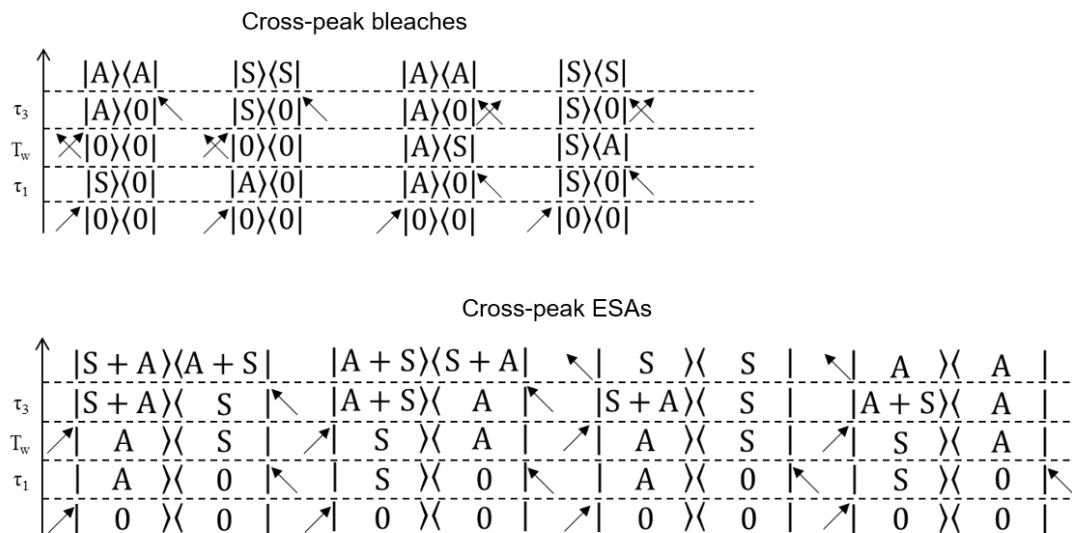 Cross-peak bleaches
|A⟩⟨A| |S⟩⟨S| |A⟩⟨A| |S⟩⟨S|
τ3 |A⟩⟨0| |S⟩⟨0| |A⟩⟨0| |S⟩⟨0|
Tw |0⟩⟨0| |0⟩⟨0| |A⟩⟨S| |S⟩⟨A|
τ1 |S⟩⟨0| |A⟩⟨0| |A⟩⟨0| |S⟩⟨0|
|0⟩⟨0| |0⟩⟨0| |0⟩⟨0| |0⟩⟨0|
Cross-peak ESAs
|S + A⟩⟨A + S| |A + S⟩⟨S + A| | S ⟩⟨ S | | A ⟩⟨ A |
τ3 |S + A⟩⟨ S | |A + S⟩⟨ A | |S + A⟩⟨ S | |A + S⟩⟨ A |
Tw | A ⟩⟨ S | | S ⟩⟨ A | | A ⟩⟨ S | | S ⟩⟨ A |
τ1 | A ⟩⟨ 0 | | S ⟩⟨ 0 | | A ⟩⟨ 0 | | S ⟩⟨ 0 |
| 0 ⟩⟨ 0 | | 0 ⟩⟨ 0 | | 0 ⟩⟨ 0 | | 0 ⟩⟨ 0 |